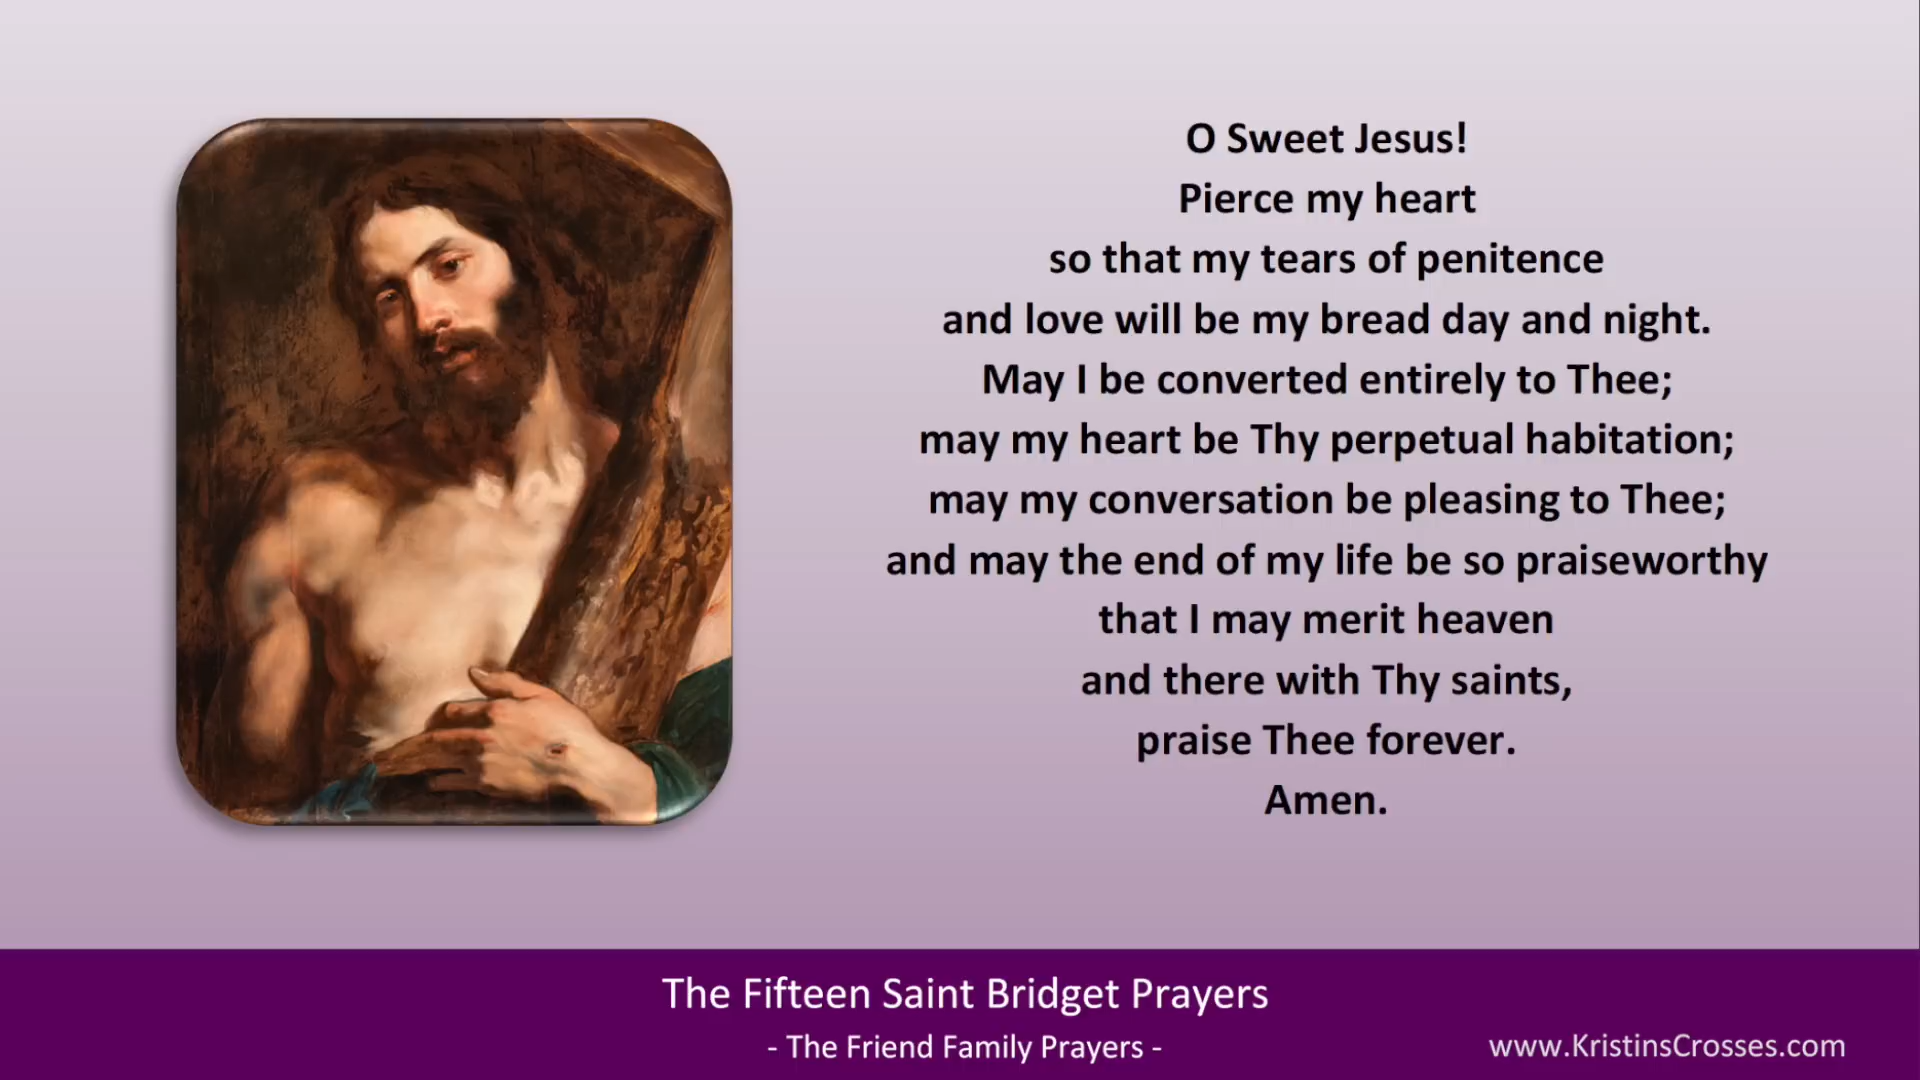 O Sweet Jesus!
Pierce my heart
so that my tears of penitence
and love will be my bread day and night.
May I be converted entirely to Thee;
may my heart be Thy perpetual habitation;
may my conversation be pleasing to Thee;
and may the end of my life be so praiseworthy
that I may merit heaven
and there with Thy saints,
praise Thee forever.
Amen.
The Fifteen Saint Bridget Prayers
- The Friend Family Prayers -
www.KristinsCrosses.com